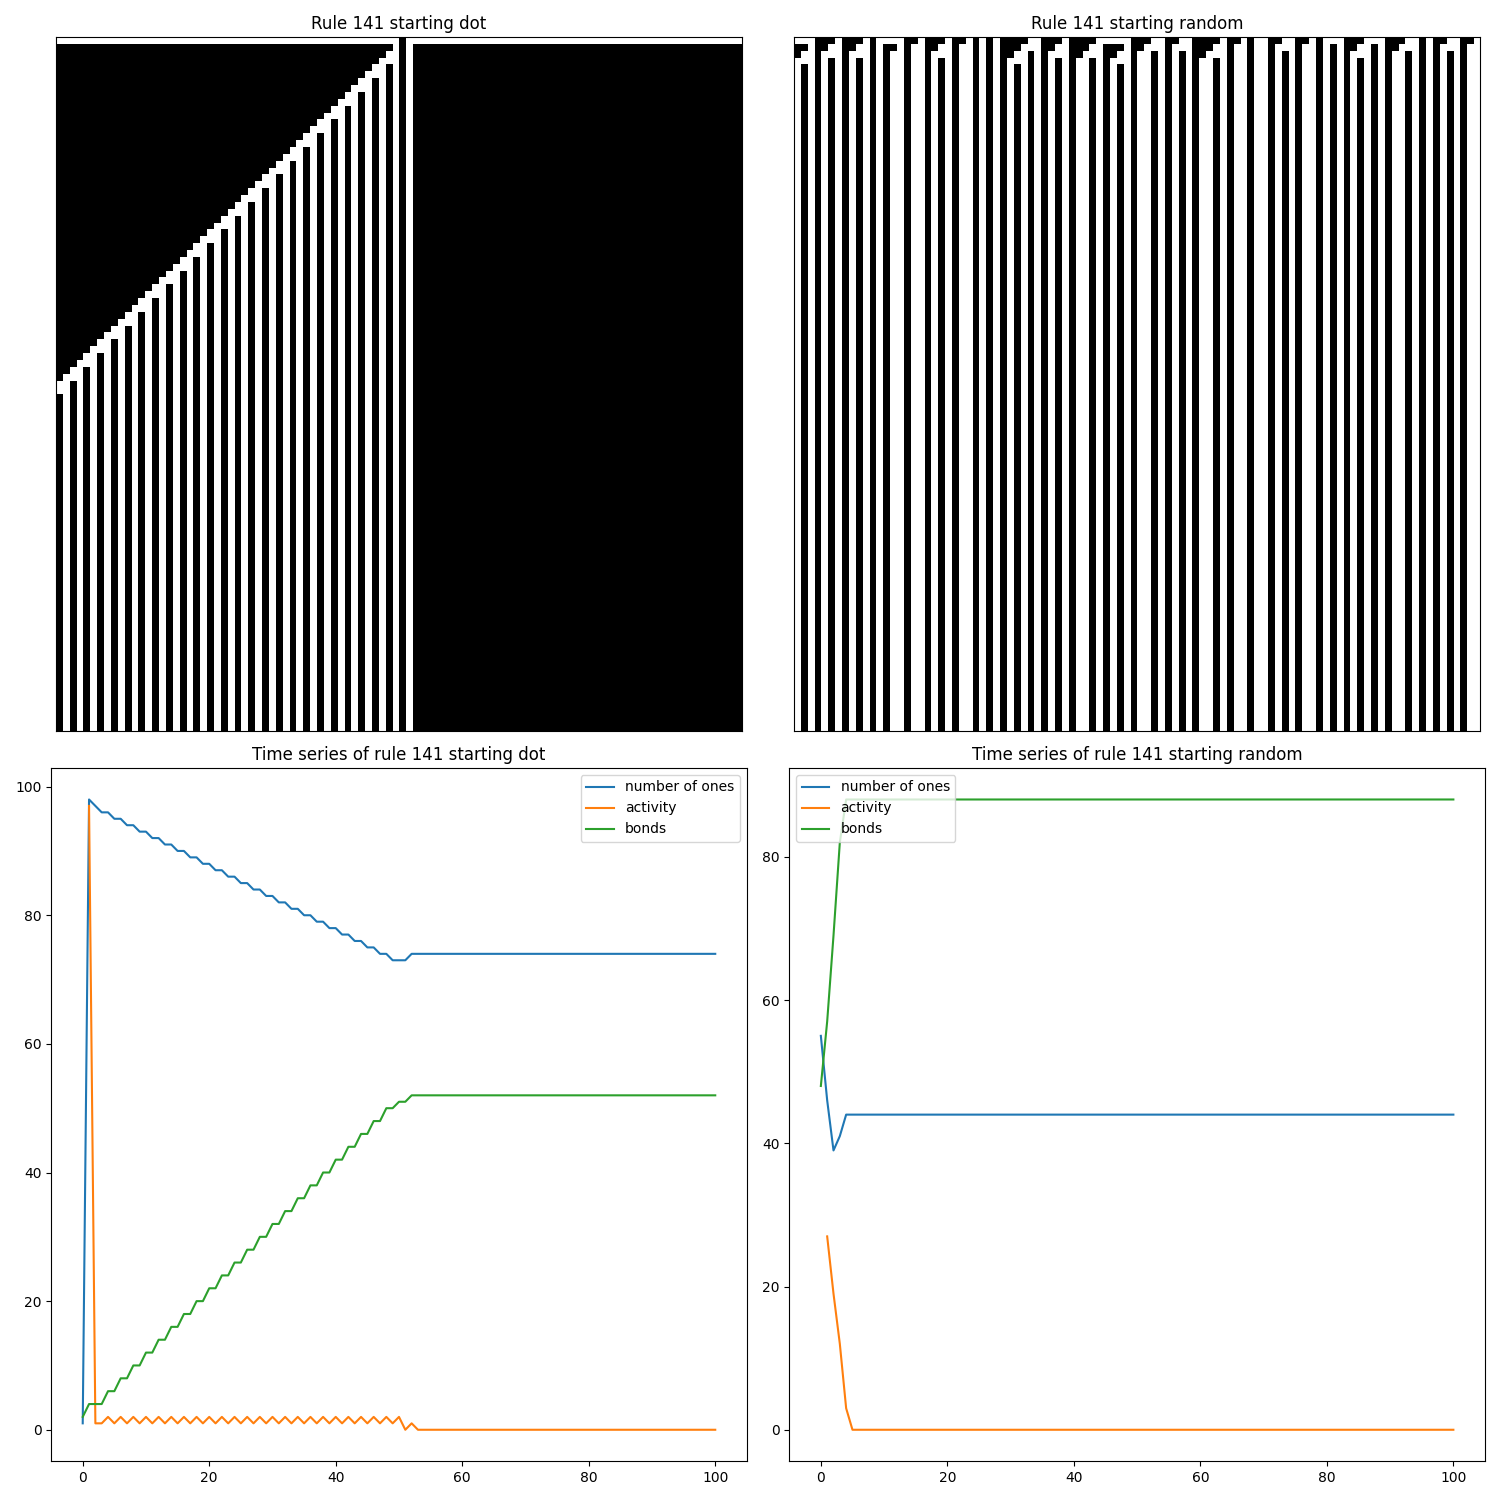 Rule 141 starting dot
Rule 141 starting random
Time series of rule 141 starting dot
100
80
60
40
20
0
number of ones
activity
bonds
0 20 40 60 80 100
Time series of rule 141 starting random
80
60
40
20
0
number of ones
activity
bonds
0 20 40 60 80 100